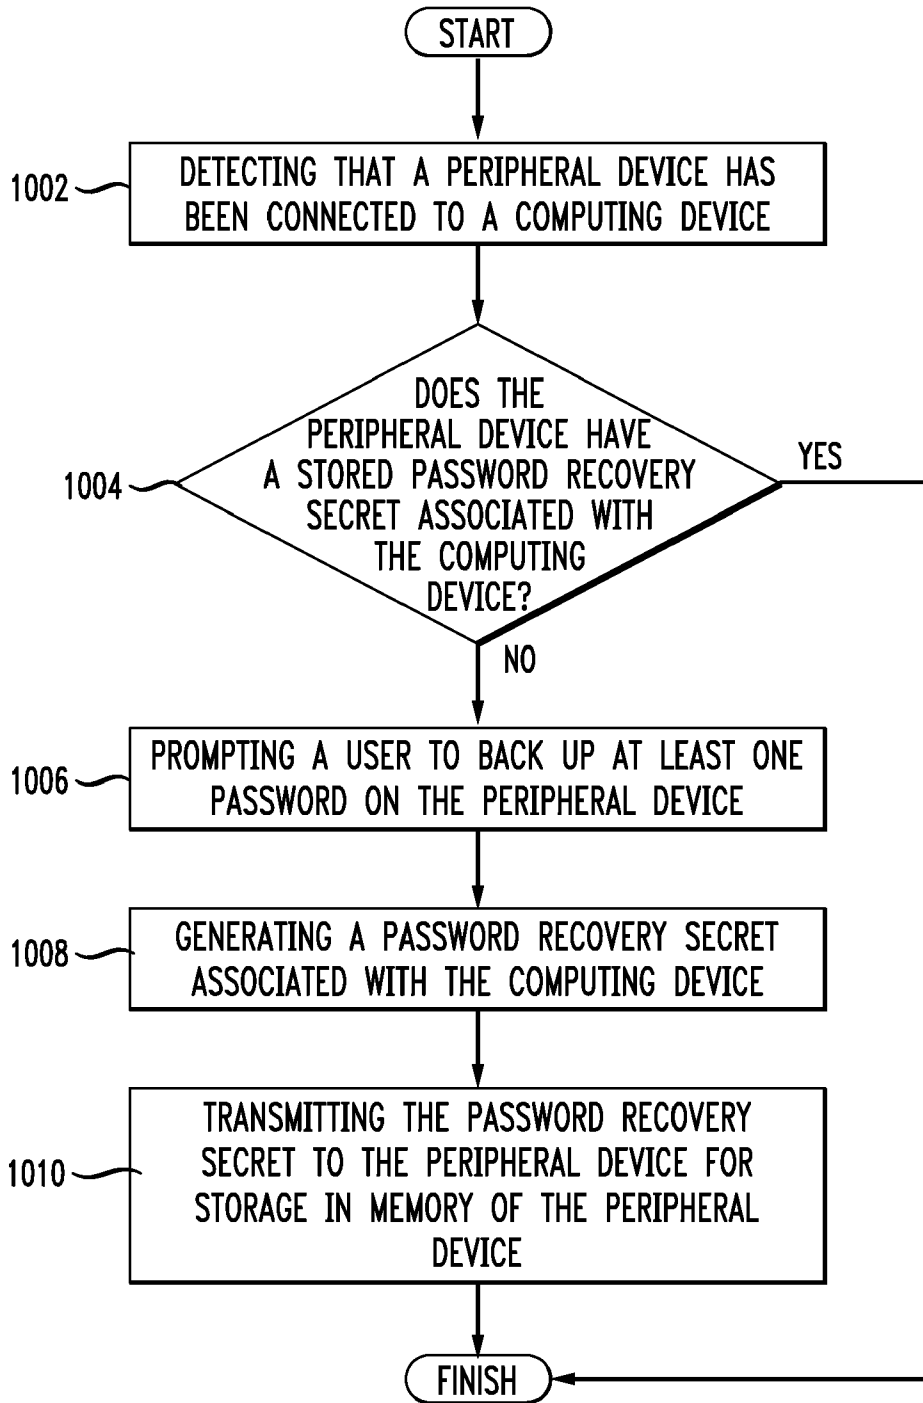 START
1002
DETECTING THAT A PERIPHERAL DEVICE HAS
BEEN CONNECTED TO A COMPUTING DEVICE
DOES THE
PERIPHERAL DEVICE HAVE
A STORED PASSWORD RECOVERY
SECRET ASSOCIATED WITH
THE COMPUTING
DEVICE?
1004
YES
NO
1006
PROMPTING A USER TO BACK UP AT LEAST ONE
PASSWORD ON THE PERIPHERAL DEVICE
1008
GENERATING A PASSWORD RECOVERY SECRET
ASSOCIATED WITH THE COMPUTING DEVICE
1010
TRANSMITTING THE PASSWORD RECOVERY
SECRET TO THE PERIPHERAL DEVICE FOR
STORAGE IN MEMORY OF THE PERIPHERAL
DEVICE
FINISH